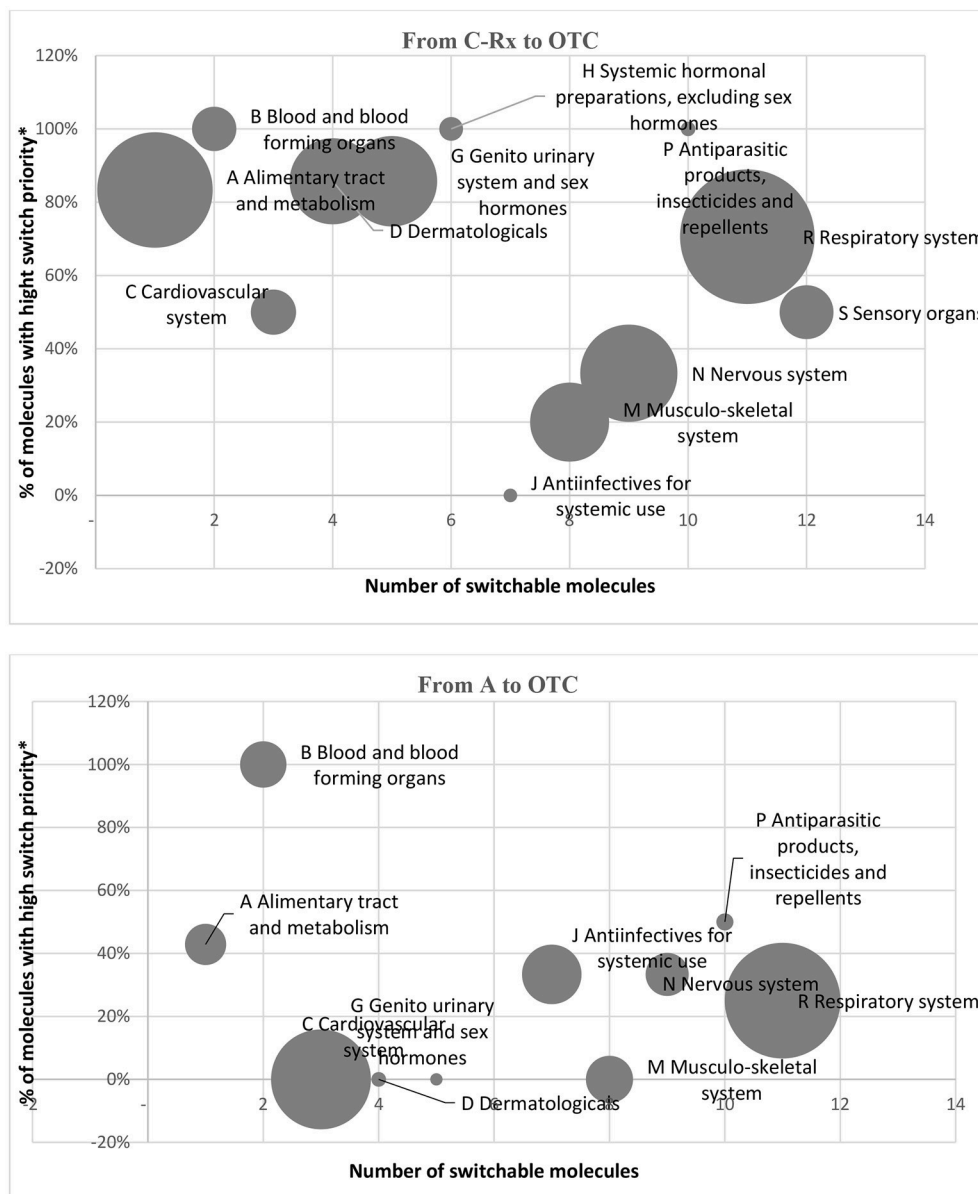 From C-Rx to OTC
% of molecules with hight switch priority*
120%
100%
80%
60%
40%
20%
0%
-20%
H Systemic hormonal
preparations, excluding sex
hormones
B Blood and blood
forming organs
G Genito urinary
system and sex
hormones
P Antiparasitic
products,
insecticides and
repellents
A Alimentary tract
and metabolism
D Dermatologicals
R Respiratory system
C Cardiovascular
system
S Sensory organs
N Nervous system
M Musculo-skeletal
system
J Antiinfectives for
systemic use
-
2
4
6
8
10
12
14
Number of switchable molecules
From A to OTC
% of molecules with high switch priority*
120%
100%
80%
60%
40%
20%
0%
-20%
B Blood and blood
forming organs
P Antiparasitic
products,
insecticides and
repellents
A Alimentary tract
and metabolism
J Antiinfectives for
systemic use
N Nervous system
R Respiratory system
G Genito urinary
system and sex
hormones
C Cardiovascular
system
M Musculo-skeletal
system
D Dermatologicals
-2
-
2
4
6
8
10
12
14
Number of switchable molecules